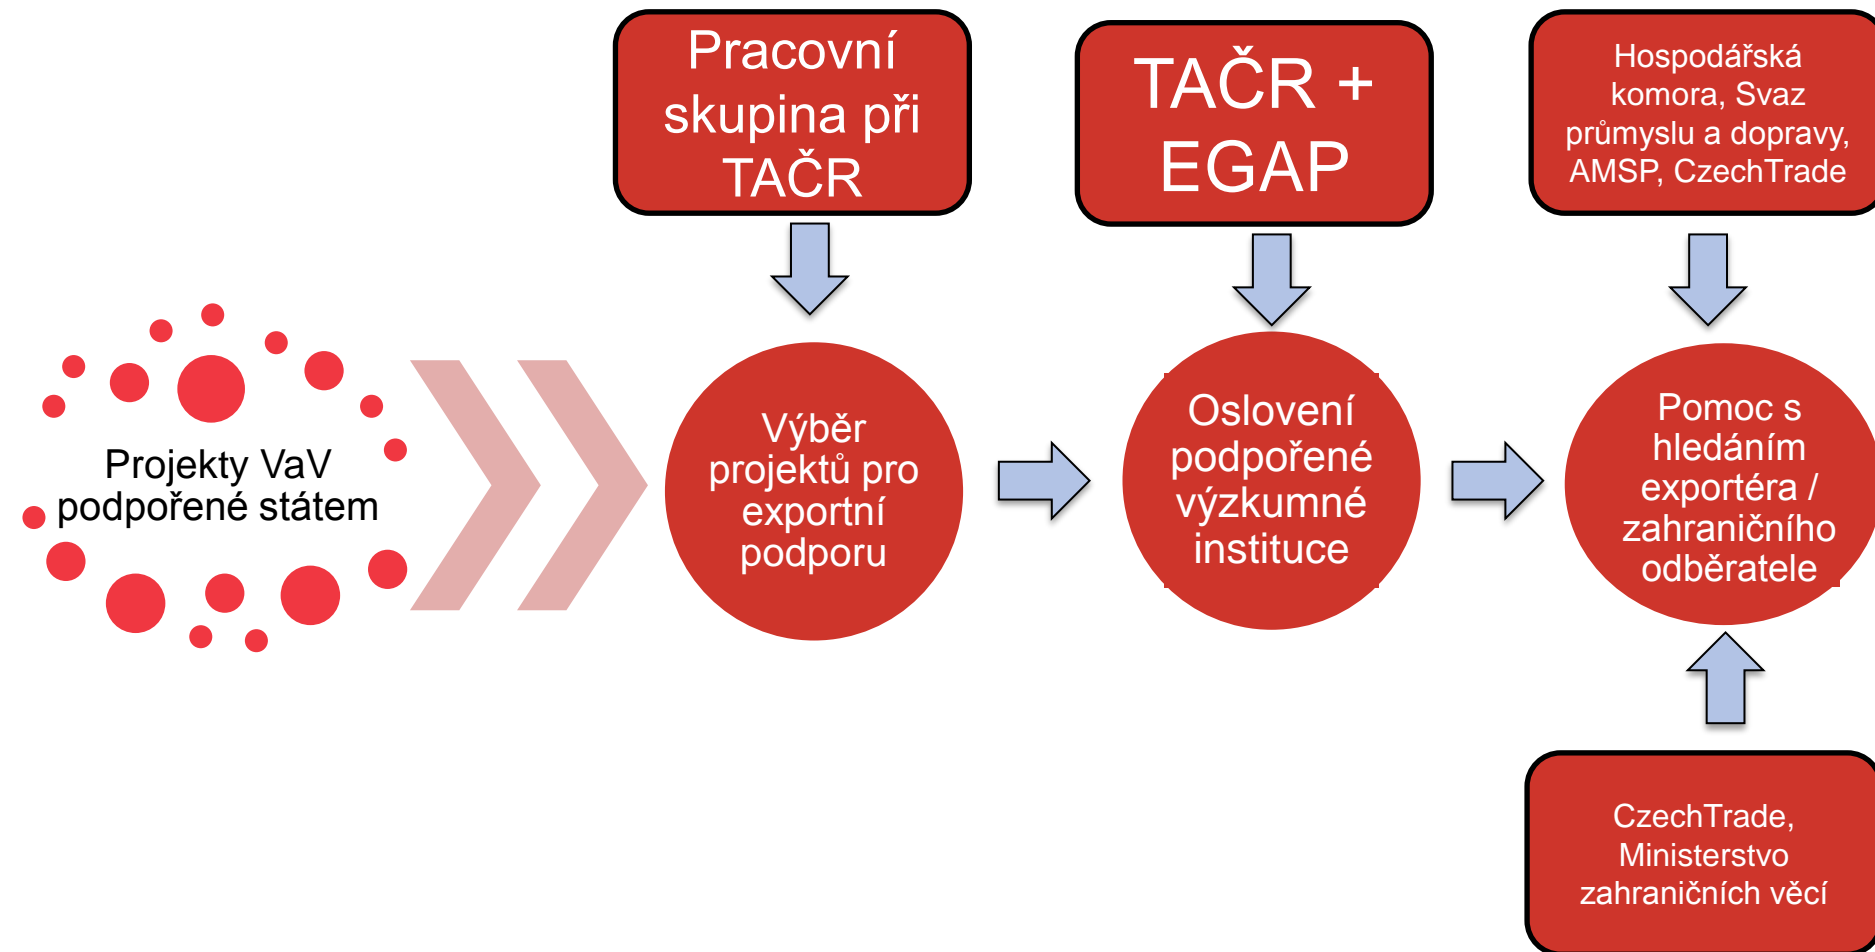 Pracovní
skupina při
TAČR
TAČR +
EGAP
Hospodářská
komora, Svaz
průmyslu a dopravy,
AMSP, CzechTrade
Projekty VaV
podpořené státem
Výběr
projektů pro
exportní
podporu
Oslovení
podpořené
výzkumné
instituce
Pomoc s
hledáním
exportéra /
zahraničního
odběratele
CzechTrade,
Ministerstvo
zahraničních věcí